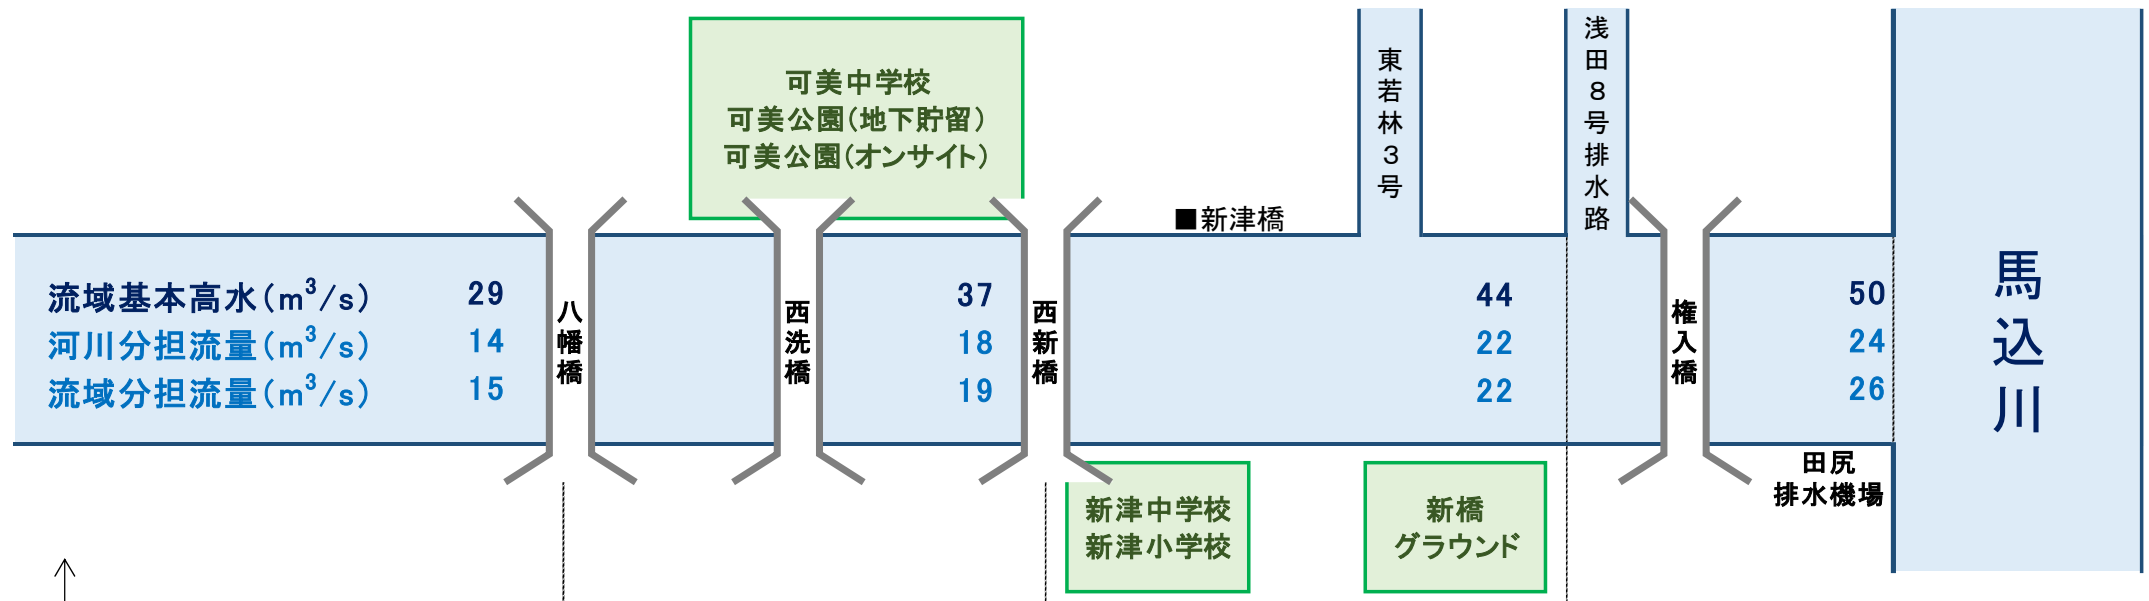 可美中学校
可美公園(地下貯留)
可美公園(オンサイト)
東若林3号
浅田8号排水路
■新津橋
流域基本高水(m³/s) 29 37 44 50
河川分担流量(m³/s) 14 18 22 24
流域分担流量(m³/s) 15 19 22 26
八幡橋
西洗橋
西新橋
権入橋
馬込川
田尻
排水機場
新津中学校
新津小学校
新橋
グラウンド